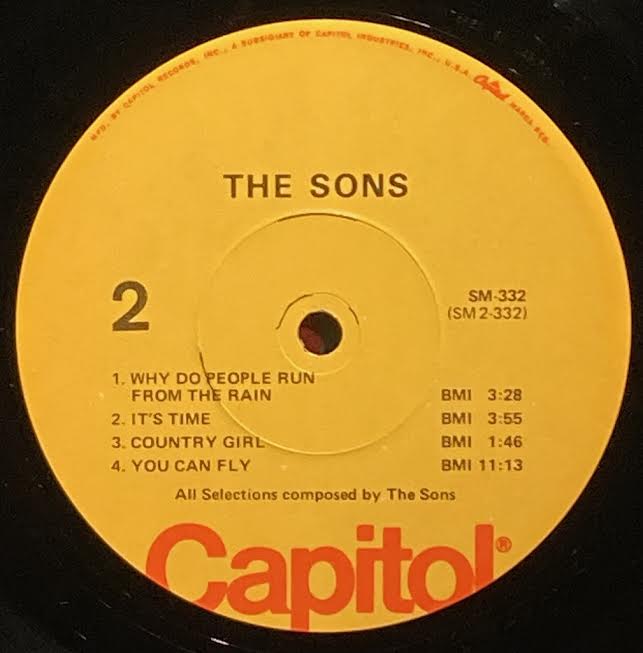 MFD. BY CAPITOL RECORDS, INC., A SUBSIDIARY OF CAPITOL INDUSTRIES, INC., U.S.A. Capitol MARCA REG.
THE SONS
2
SM-332
(SM 2-332)
1. WHY DO PEOPLE RUN
FROM THE RAIN BMI 3:28
2. IT'S TIME BMI 3:55
3. COUNTRY GIRL BMI 1:46
4. YOU CAN FLY BMI 11:13
All Selections composed by The Sons
Capitol®